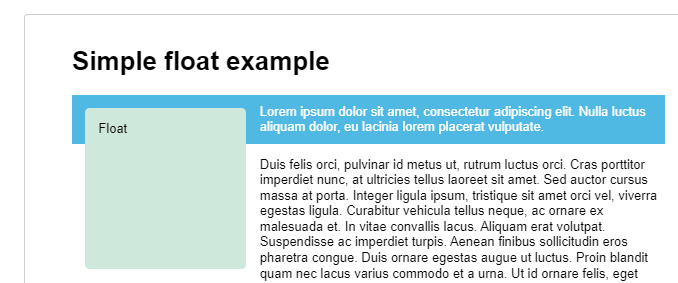 Simple float example
Float
Lorem ipsum dolor sit amet, consectetur adipiscing elit. Nulla luctus
aliquam dolor, eu lacinia lorem placerat vulputate.
Duis felis orci, pulvinar id metus ut, rutrum luctus orci. Cras porttitor
imperdiet nunc, at ultricies tellus laoreet sit amet. Sed auctor cursus
massa at porta. Integer ligula ipsum, tristique sit amet orci vel, viverra
egestas ligula. Curabitur vehicula tellus neque, ac ornare ex
malesuada et. In vitae convallis lacus. Aliquam erat volutpat.
Suspendisse ac imperdiet turpis. Aenean finibus sollicitudin eros
pharetra congue. Duis ornare egestas augue ut luctus. Proin blandit
quam nec lacus varius commodo et a urna. Ut id ornare felis, eget